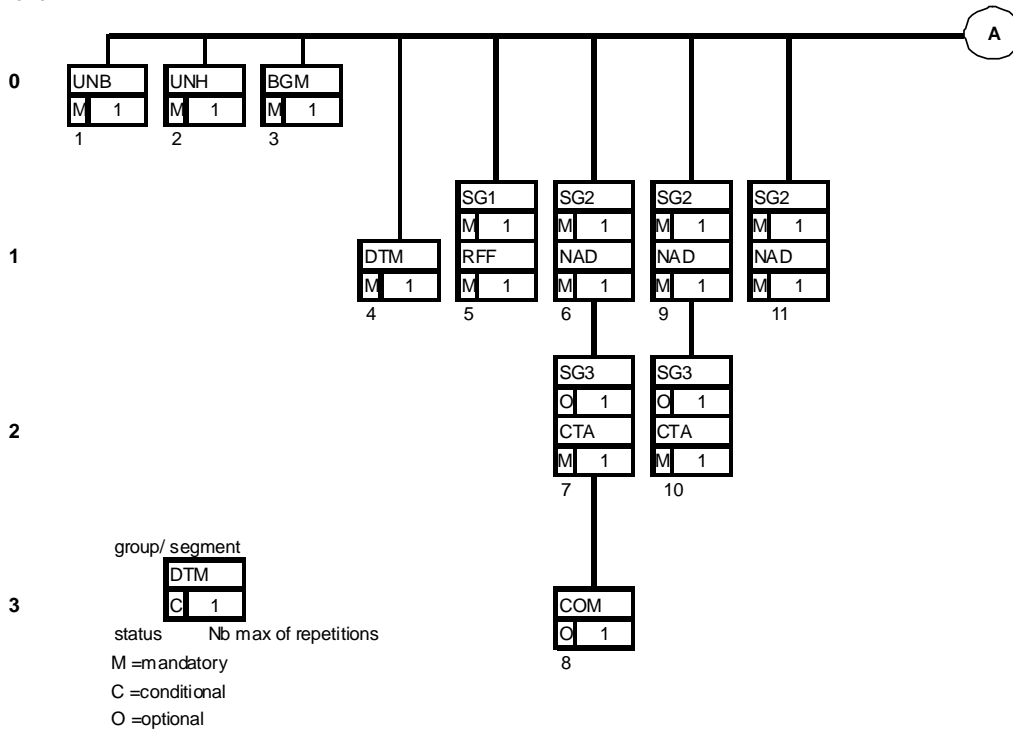 A
0
UNB UNH BGM
M 1 M 1 M 1
1 2 3
SG1 SG2 SG2 SG2
M 1 M 1 M 1 M 1
1
DTM RFF NAD NAD NAD
M 1 M 1 M 1 M 1 M 1
4 5 6 9 11
SG3 SG3
O 1 O 1
2
CTA CTA
M 1 M 1
7 10
group/ segment
DTM
3
C 1
COM
O 1
status Nb max of repetitions
8
M =mandatory
C =conditional
O =optional